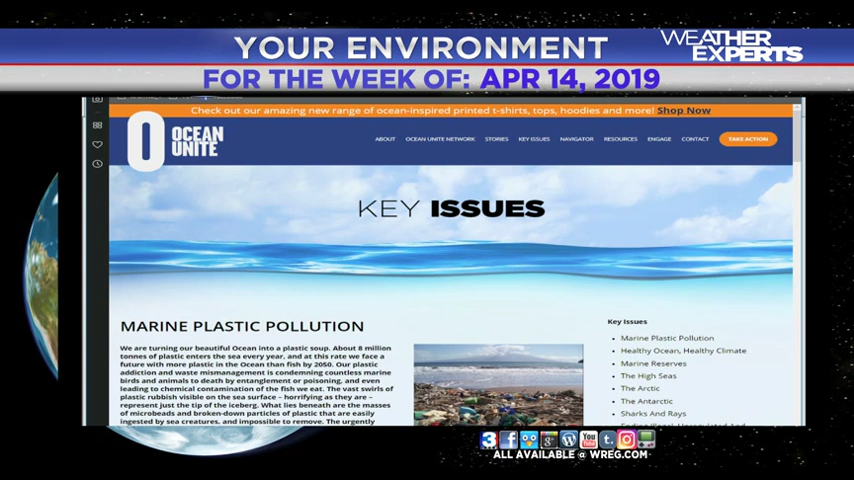 YOUR ENVIRONMENT
WEATHER
EXPERTS
FOR THE WEEK OF: APR 14, 2019
Check out our amazing new range of ocean-inspired printed t-shirts, tops, hoodies and more! Shop Now
OCEAN
UNITE
ABOUT OCEAN UNITE NETWORK STORIES KEY ISSUES NAVIGATOR RESOURCES ENGAGE CONTACT TAKE ACTION
KEY ISSUES
MARINE PLASTIC POLLUTION
We are turning our beautiful Ocean into a plastic soup. About 8 million
tonnes of plastic enters the sea every year, and at this rate we face a
future with more plastic in the Ocean than fish by 2050. Our plastic
addiction and waste mismanagement is condemning countless marine
birds and animals to death by entanglement or poisoning, and even
leading to chemical contamination of the fish we eat. The vast swirls of
plastic rubbish visible on the sea surface – horrifying as they are –
represent just the tip of the iceberg. What lies beneath are the masses
of microbeads and broken-down particles of plastic that are easily
ingested by sea creatures, and impossible to remove. The urgently
Key Issues
Marine Plastic Pollution
Healthy Ocean, Healthy Climate
Marine Reserves
The High Seas
The Arctic
The Antarctic
Sharks And Rays
3 f g+ You Tube t.
ALL AVAILABLE @ WREG.COM